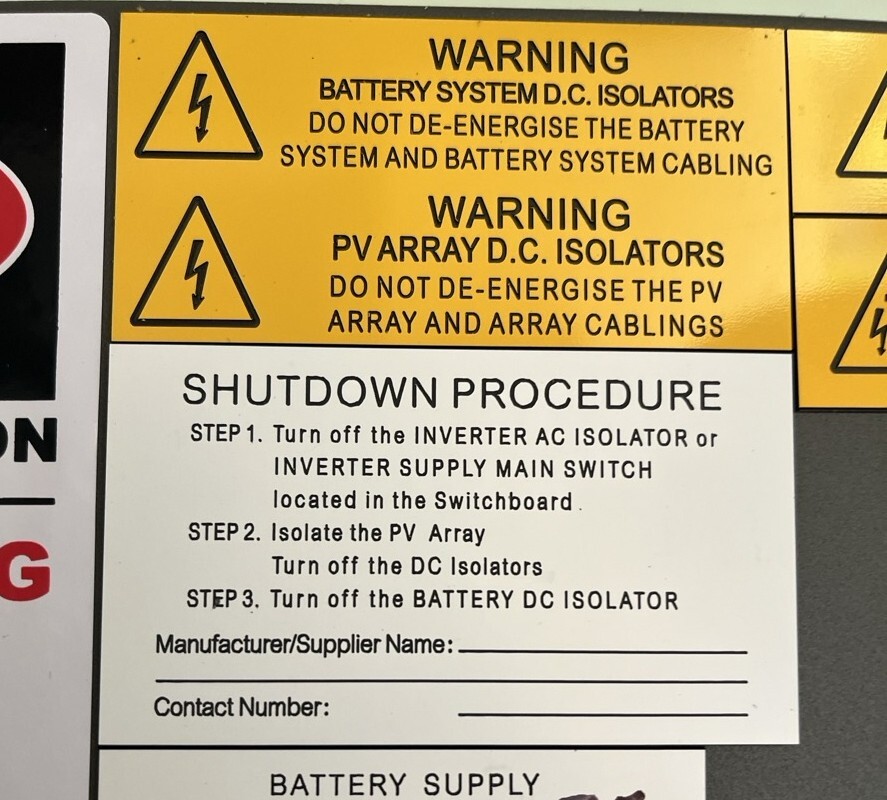 WARNING
BATTERY SYSTEM D.C. ISOLATORS
DO NOT DE-ENERGISE THE BATTERY
SYSTEM AND BATTERY SYSTEM CABLING
WARNING
PV ARRAY D.C. ISOLATORS
DO NOT DE-ENERGISE THE PV
ARRAY AND ARRAY CABLINGS
SHUTDOWN PROCEDURE
STEP 1. Turn off the INVERTER AC ISOLATOR or
INVERTER SUPPLY MAIN SWITCH
located in the Switchboard.
STEP 2. Isolate the PV Array
Turn off the DC Isolators
STEP 3. Turn off the BATTERY DC ISOLATOR
Manufacturer/Supplier Name:
Contact Number:
BATTERY SUPPLY
ON
G